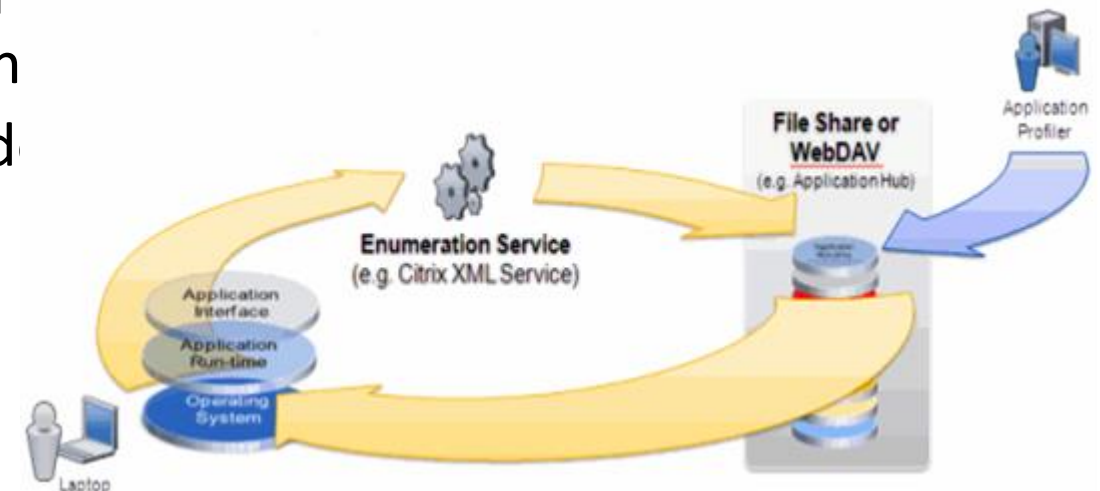 n
d
Application
Profiler
File Share or
WebDAV
(e.g. Application Hub)
Enumeration Service
(e.g. Citrix XML Service)
Application
Interface
Application
Run-time
Operating
System
Laptop